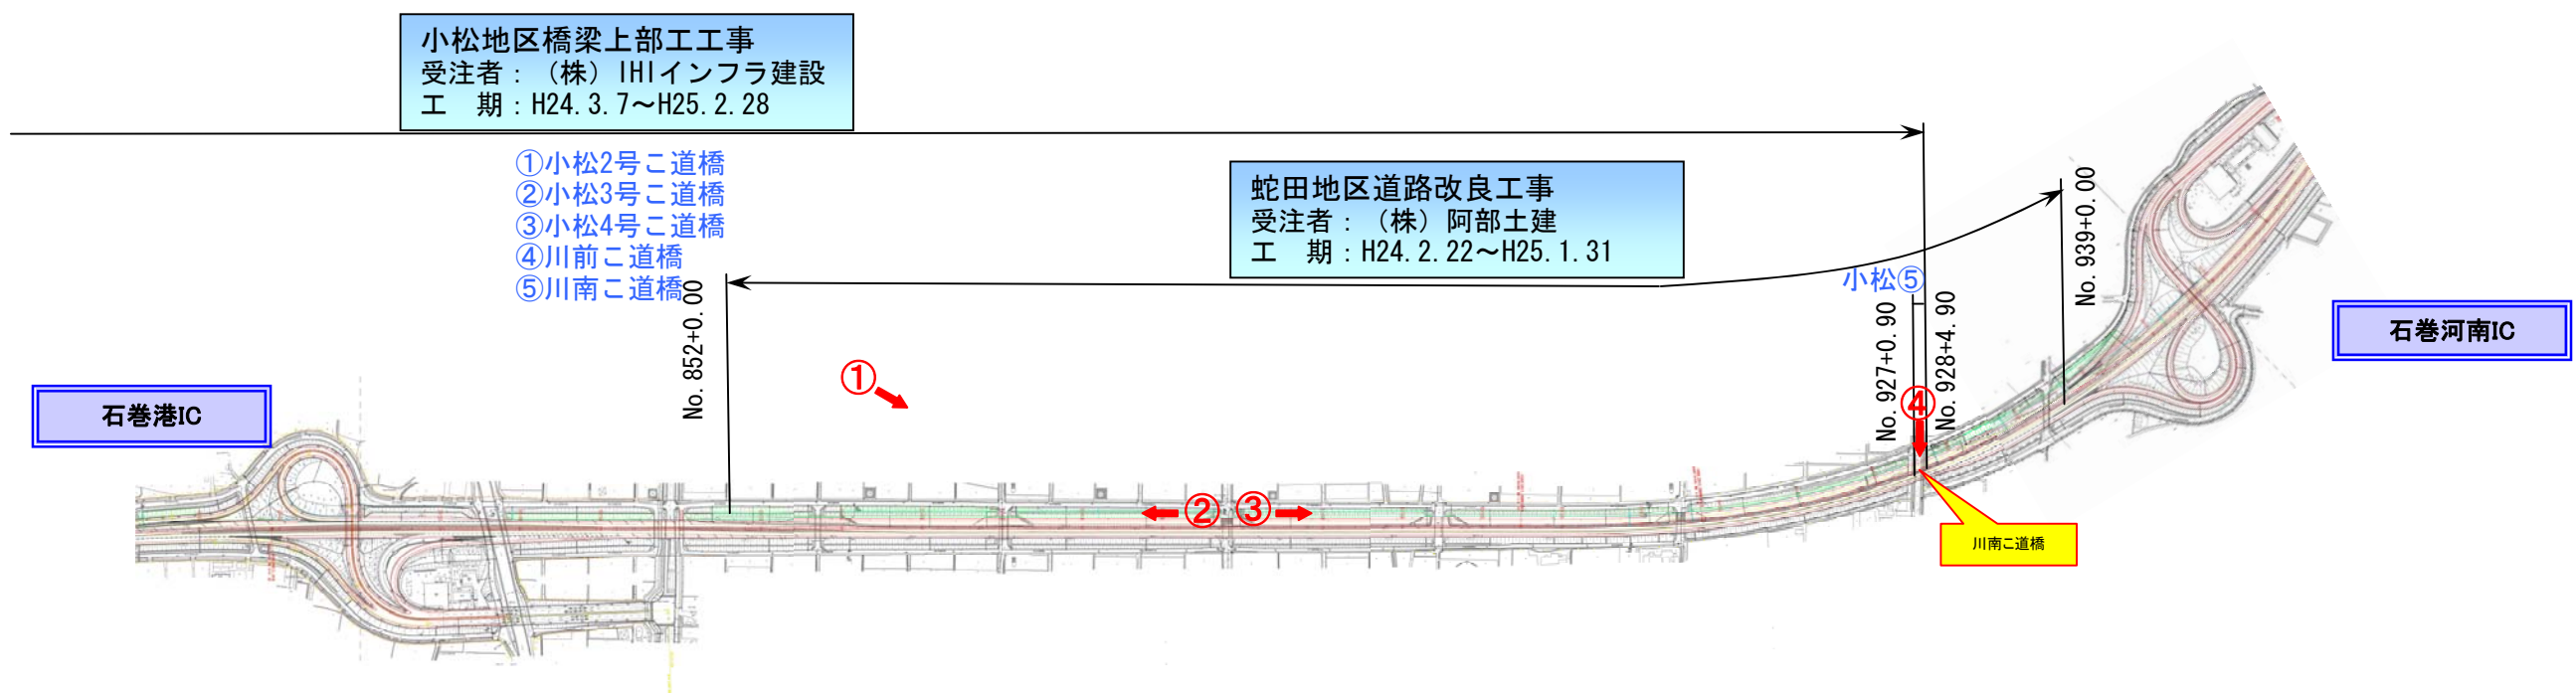 小松地区橋梁上部工工事
受注者：（株）IHIインフラ建設
工　期：H24.3.7～H25.2.28
①小松2号こ道橋
②小松3号こ道橋
③小松4号こ道橋
④川前こ道橋
⑤川南こ道橋
蛇田地区道路改良工事
受注者：（株）阿部土建
工　期：H24.2.22～H25.1.31
小松⑤
No.852+0.00
No.927+0.90
No.928+4.90
No.939+0.00
石巻港IC
石巻河南IC
①
②
③
④
川南こ道橋